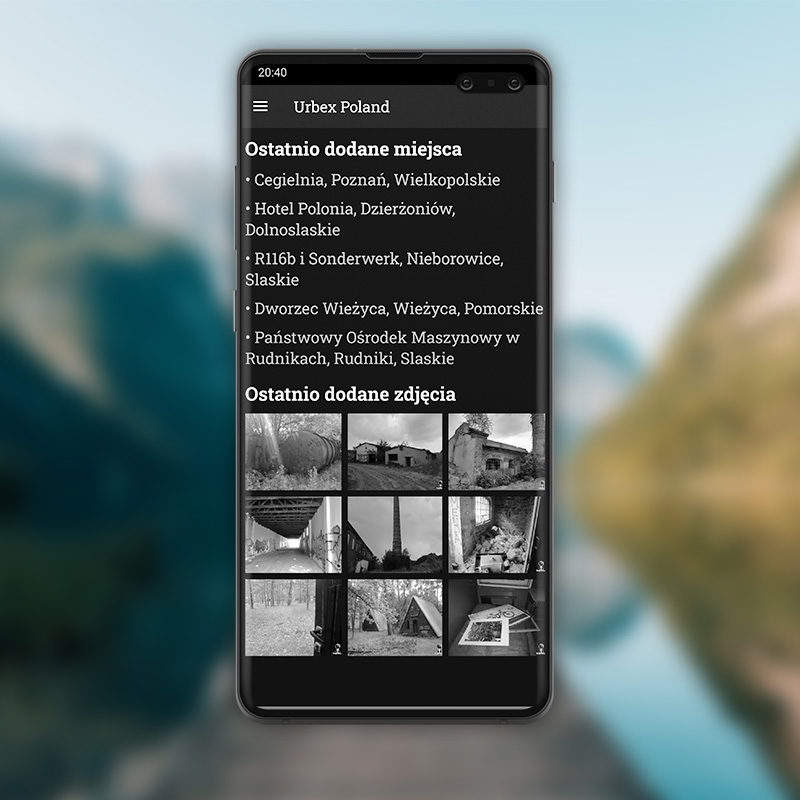 20:40
Urbex Poland
Ostatnio dodane miejsca
• Cegielnia, Poznań, Wielkopolskie
• Hotel Polonia, Dzierżoniów,
Dolnoslaskie
• R116b i Sonderwerk, Nieborowice,
Slaskie
• Dworzec Wieżyca, Wieżyca, Pomorskie
• Państwowy Ośrodek Maszynowy w
Rudnikach, Rudniki, Slaskie
Ostatnio dodane zdjęcia